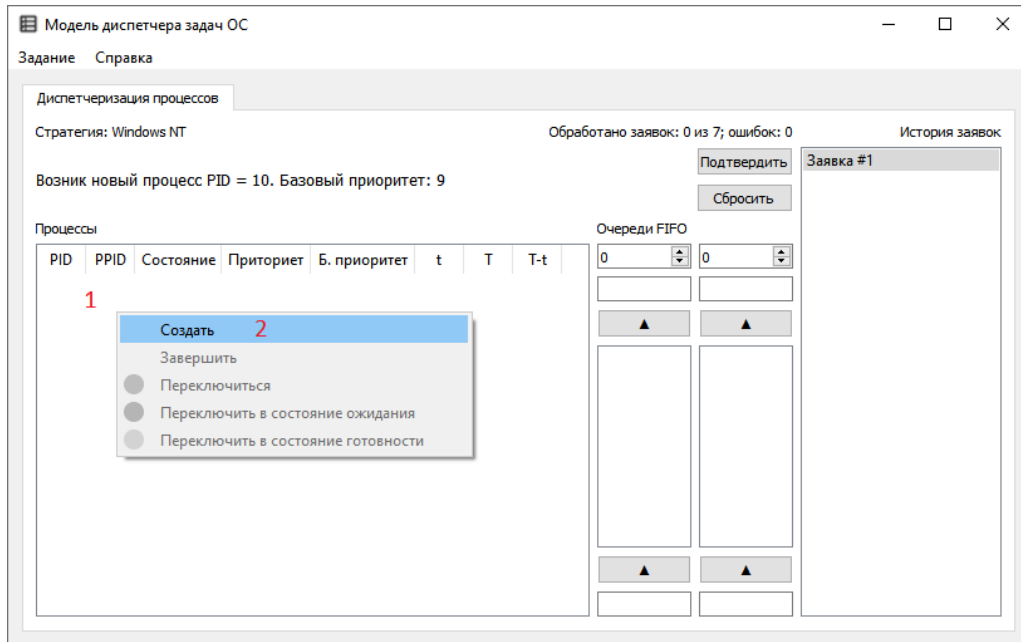 Модель диспетчера задач ОС
Задание Справка
Диспетчеризация процессов
Стратегия: Windows NT Обработано заявок: 0 из 7; ошибок: 0 История заявок
Подтвердить Заявка #1
Возник новый процесс PID = 10. Базовый приоритет: 9
Сбросить
Процессы Очереди FIFO
PID PPID Состояние Приториет Б. приоритет t T T-t 0 0
1
Создать 2
Завершить
Переключиться
Переключить в состояние ожидания
Переключить в состояние готовности